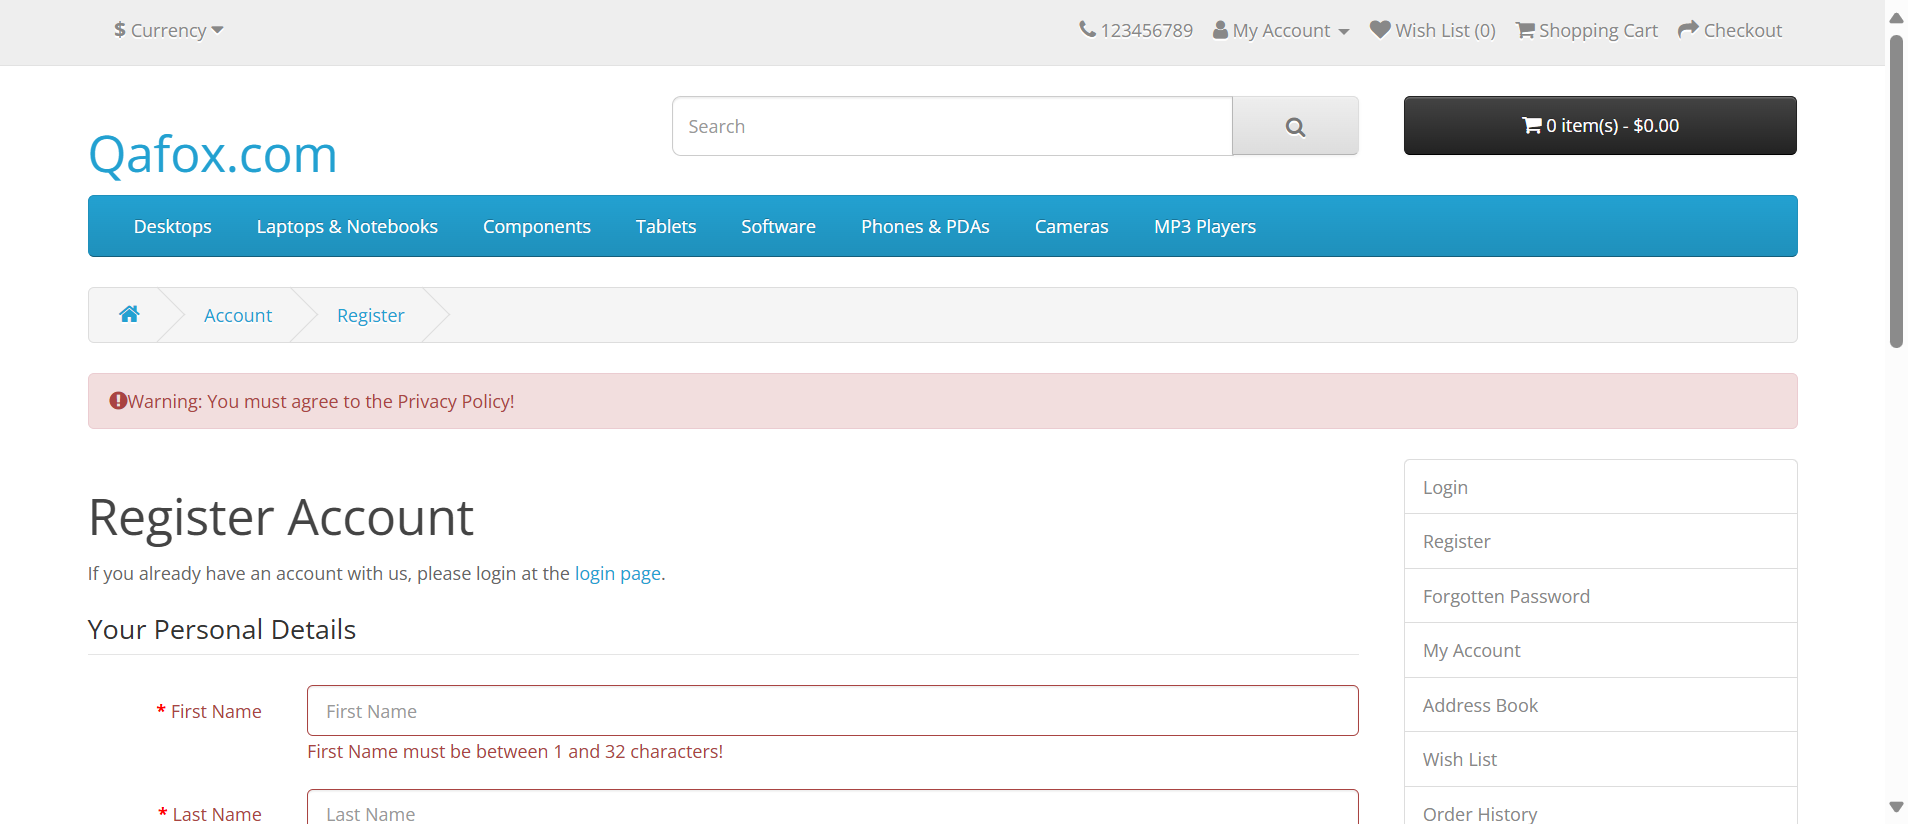 $ Currency
123456789 My Account Wish List (0) Shopping Cart Checkout
Qafox.com
Search
0 item(s) - $0.00
Desktops Laptops & Notebooks Components Tablets Software Phones & PDAs Cameras MP3 Players
Account Register
Warning: You must agree to the Privacy Policy!
Register Account
If you already have an account with us, please login at the login page.
Your Personal Details
* First Name
First Name
First Name must be between 1 and 32 characters!
* Last Name
Last Name
Login
Register
Forgotten Password
My Account
Address Book
Wish List
Order History